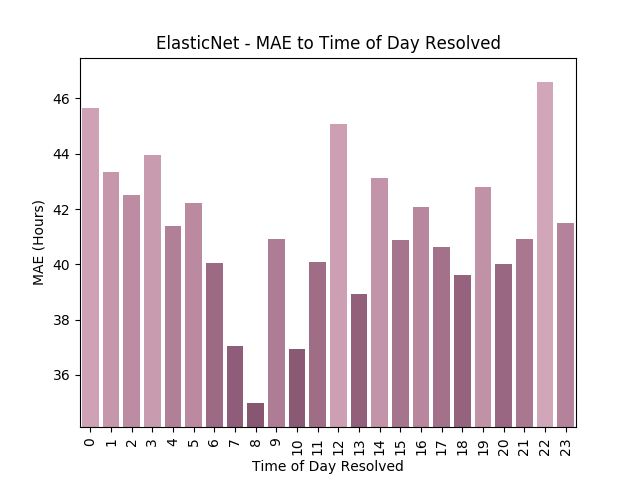 ElasticNet - MAE to Time of Day Resolved
46
44
42
40
38
36
MAE (Hours)
0 1 2 3 4 5 6 7 8 9 10 11 12 13 14 15 16 17 18 19 20 21 22 23
Time of Day Resolved